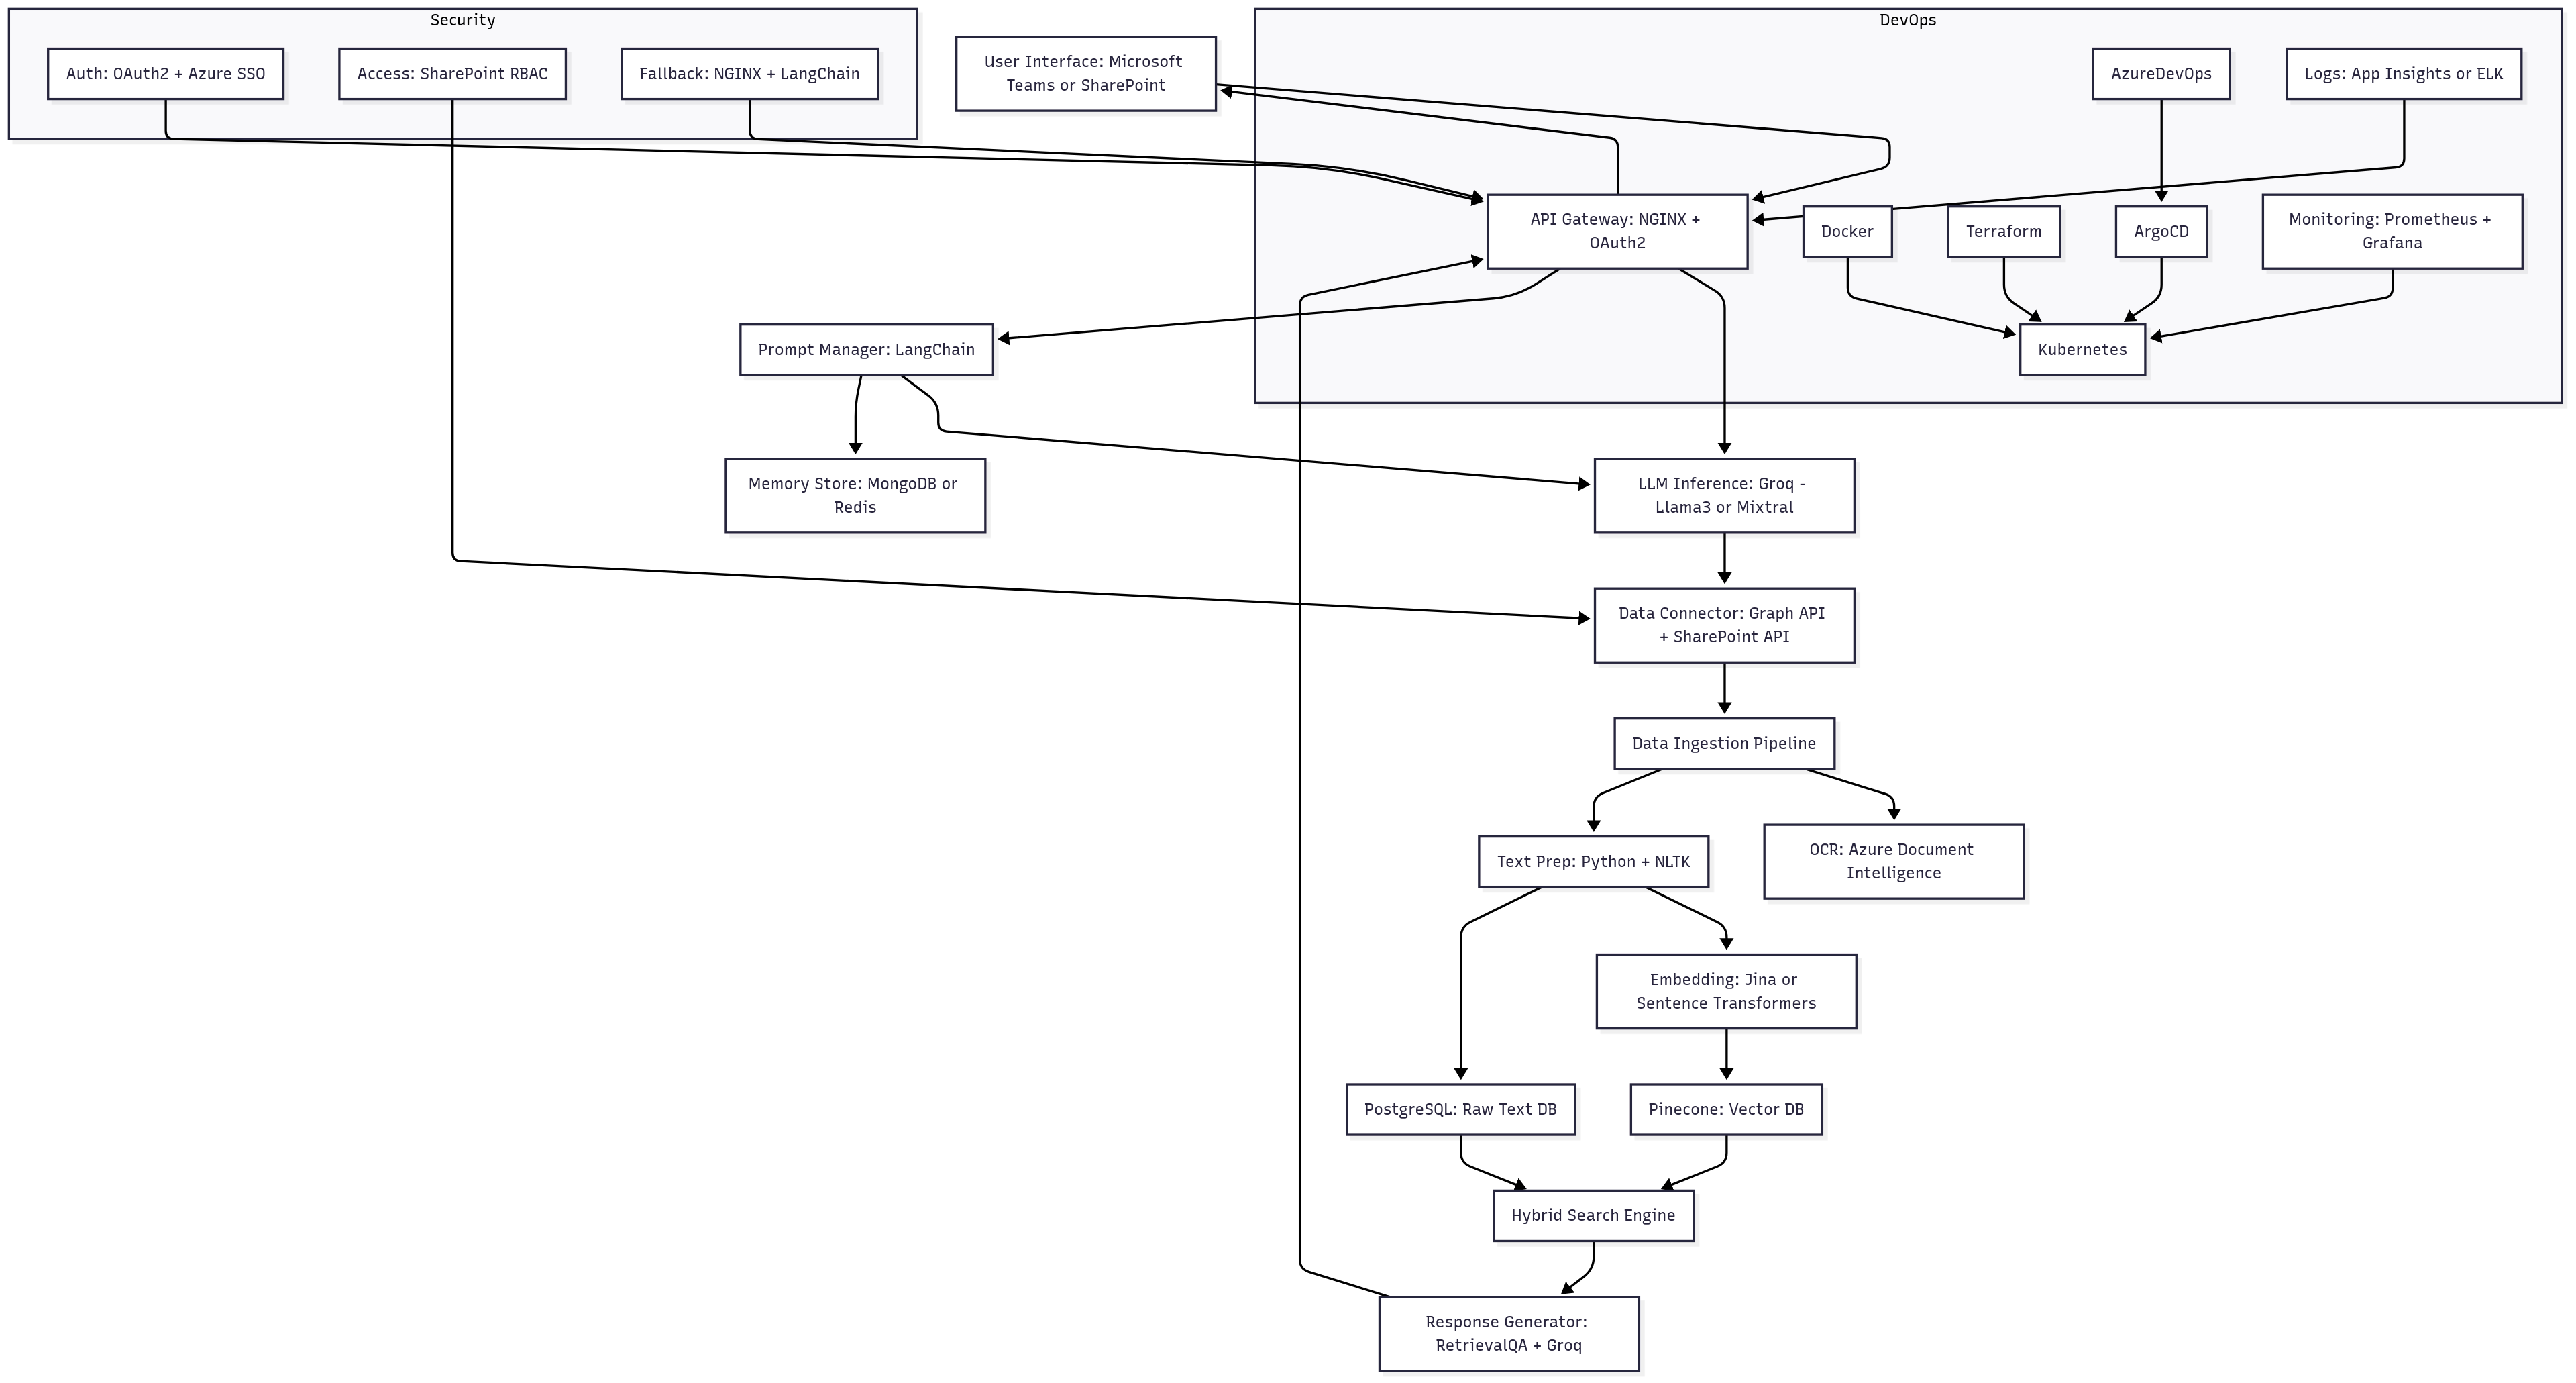 Security
DevOps
Auth: OAuth2 + Azure SSO
Access: SharePoint RBAC
Fallback: NGINX + LangChain
User Interface: Microsoft
Teams or SharePoint
AzureDevOps
Logs: App Insights or ELK
API Gateway: NGINX +
OAuth2
Docker
Terraform
ArgoCD
Monitoring: Prometheus +
Grafana
Prompt Manager: LangChain
Kubernetes
Memory Store: MongoDB or
Redis
LLM Inference: Groq -
Llama3 or Mixtral
Data Connector: Graph API
+ SharePoint API
Data Ingestion Pipeline
Text Prep: Python + NLTK
OCR: Azure Document
Intelligence
Embedding: Jina or
Sentence Transformers
PostgreSQL: Raw Text DB
Pinecone: Vector DB
Hybrid Search Engine
Response Generator:
RetrievalQA + Groq